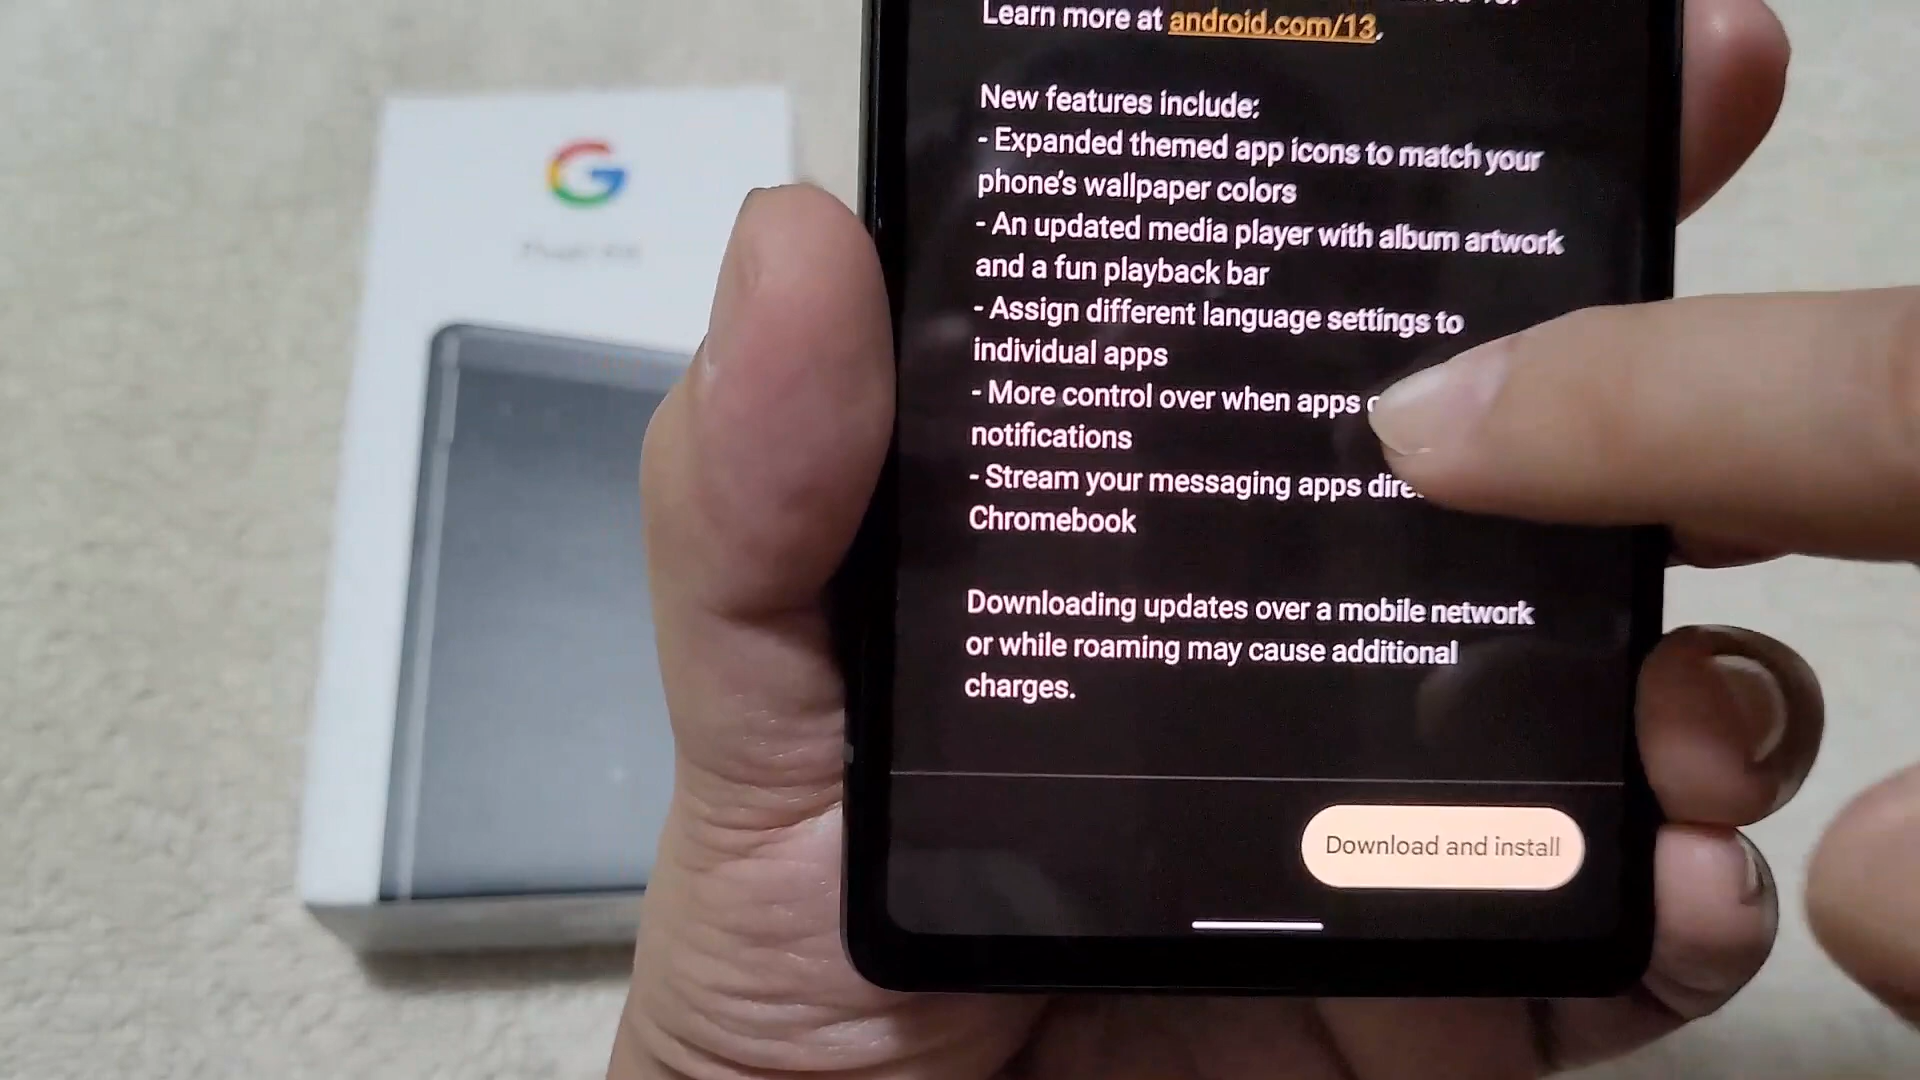 Learn more at android.com/13.
New features include:
- Expanded themed app icons to match your
phone's wallpaper colors
- An updated media player with album artwork
and a fun playback bar
- Assign different language settings to
individual apps
- More control over when apps
notifications
- Stream your messaging apps
Chromebook
Downloading updates over a mobile network
or while roaming may cause additional
charges.
Download and install
G